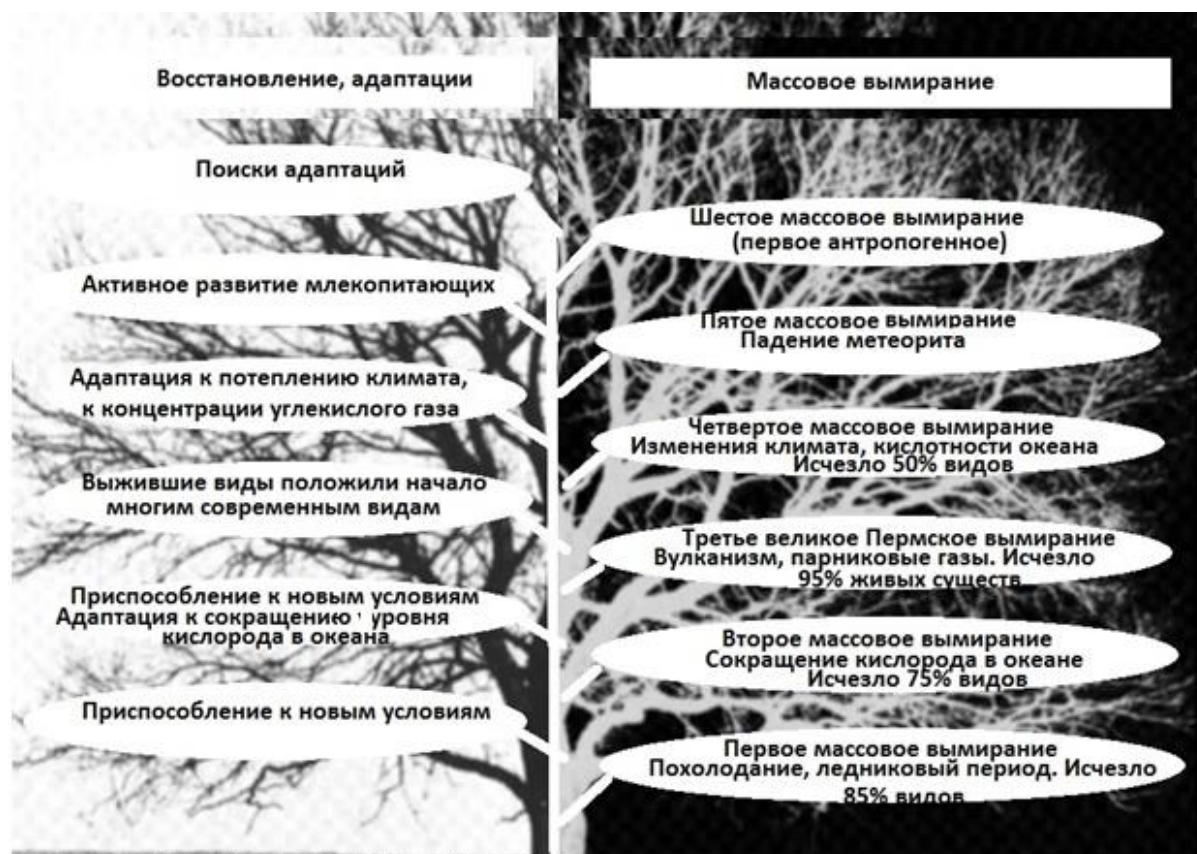 Восстановление, адаптации
Массовое вымирание
Поиски адаптаций
Шестое массовое вымирание
(первое антропогенное)
Активное развитие млекопитающих
Пятое массовое вымирание
Падение метеорита
Адаптация к потеплению климата,
к концентрации углекислого газа
Четвертое массовое вымирание
Изменения климата, кислотности океана
Исчезло 50% видов
Выжившие виды положили начало
многим современным видам
Третье великое Пермское вымирание
Вулканизм, парниковые газы. Исчезло
95% живых существ
Приспособление к новым условиям
Адаптация к сокращению уровня
кислорода в океана
Второе массовое вымирание
Сокращение кислорода в океане
Исчезло 75% видов
Приспособление к новым условиям
Первое массовое вымирание
Похолодание, ледниковый период. Исчезло
85% видов